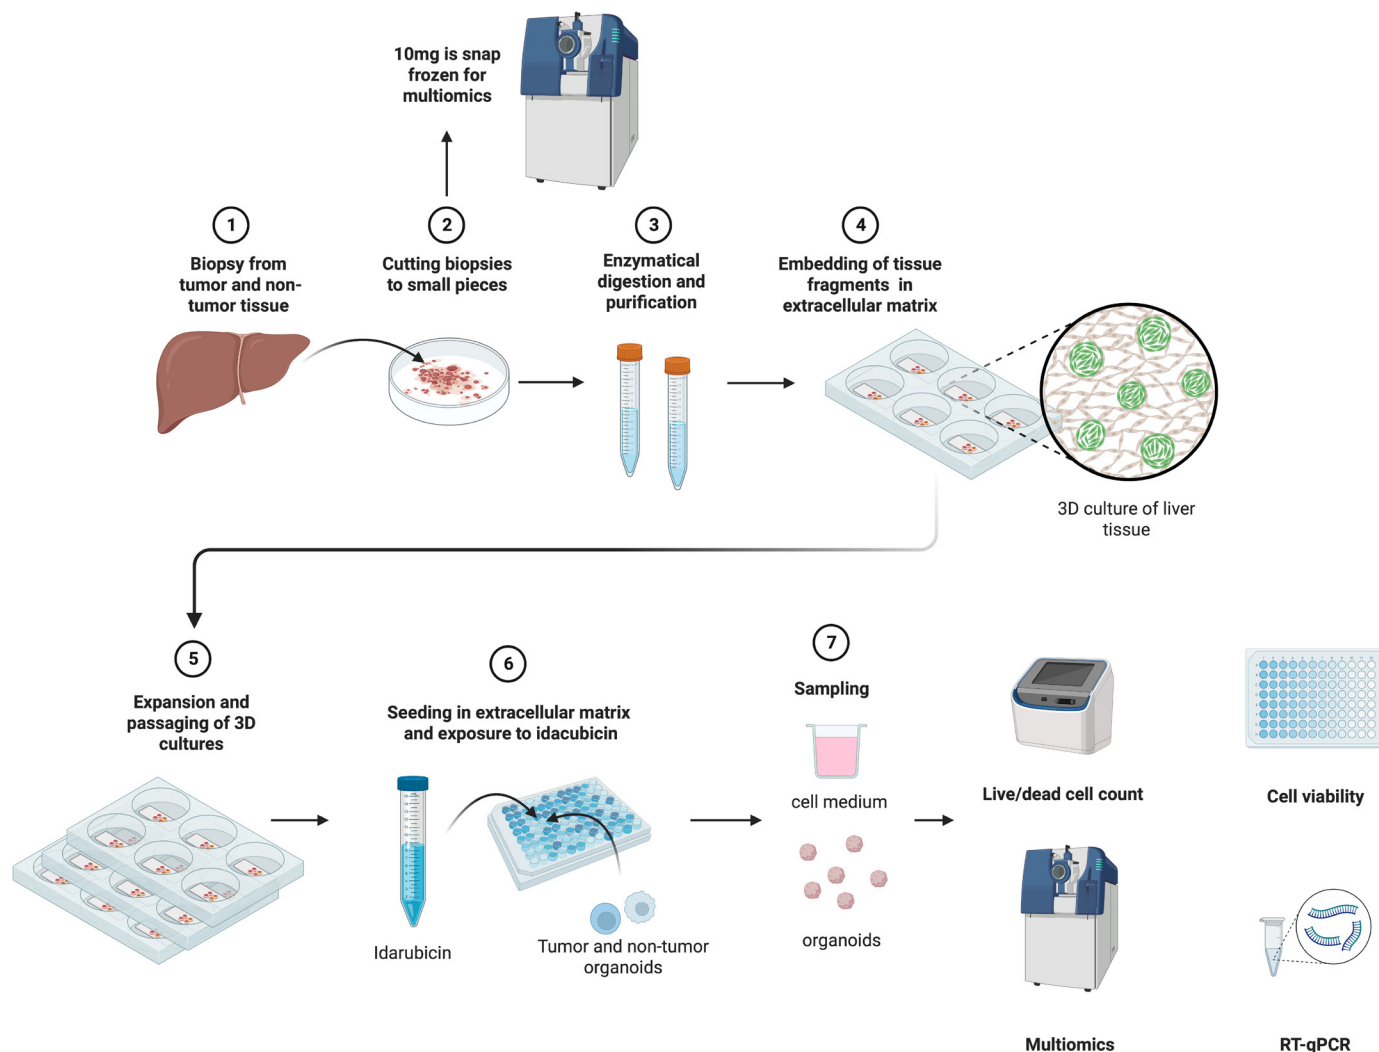 10mg is snap
frozen for
multiomics
1
Biopsy from
tumor and non-
tumor tissue
2
Cutting biopsies
to small pieces
3
Enzymatical
digestion and
purification
4
Embedding of tissue
fragments in
extracellular matrix
3D culture of liver
tissue
5
Expansion and
passaging of 3D
cultures
6
Seeding in extracellular matrix
and exposure to idacubicin
Idarubicin
Tumor and non-tumor
organoids
7
Sampling
cell medium
organoids
Live/dead cell count
Cell viability
Multiomics
RT-qPCR